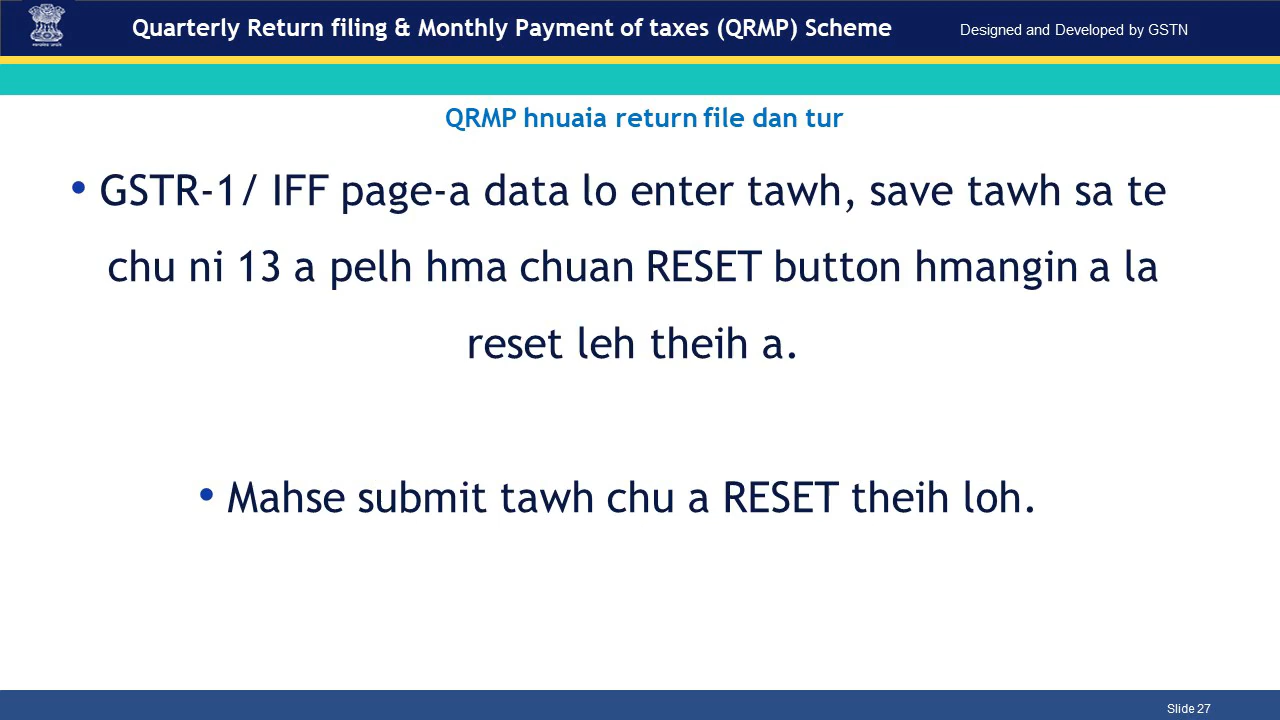 Quarterly Return filing & Monthly Payment of taxes (QRMP) Scheme
Designed and Developed by GSTN
QRMP hnuaia return file dan tur
• GSTR-1/ IFF page-a data lo enter tawh, save tawh sa te
chu ni 13 a pelh hma chuan RESET button hmangin a la
reset leh theih a.
• Mahse submit tawh chu a RESET theih loh.
Slide 27